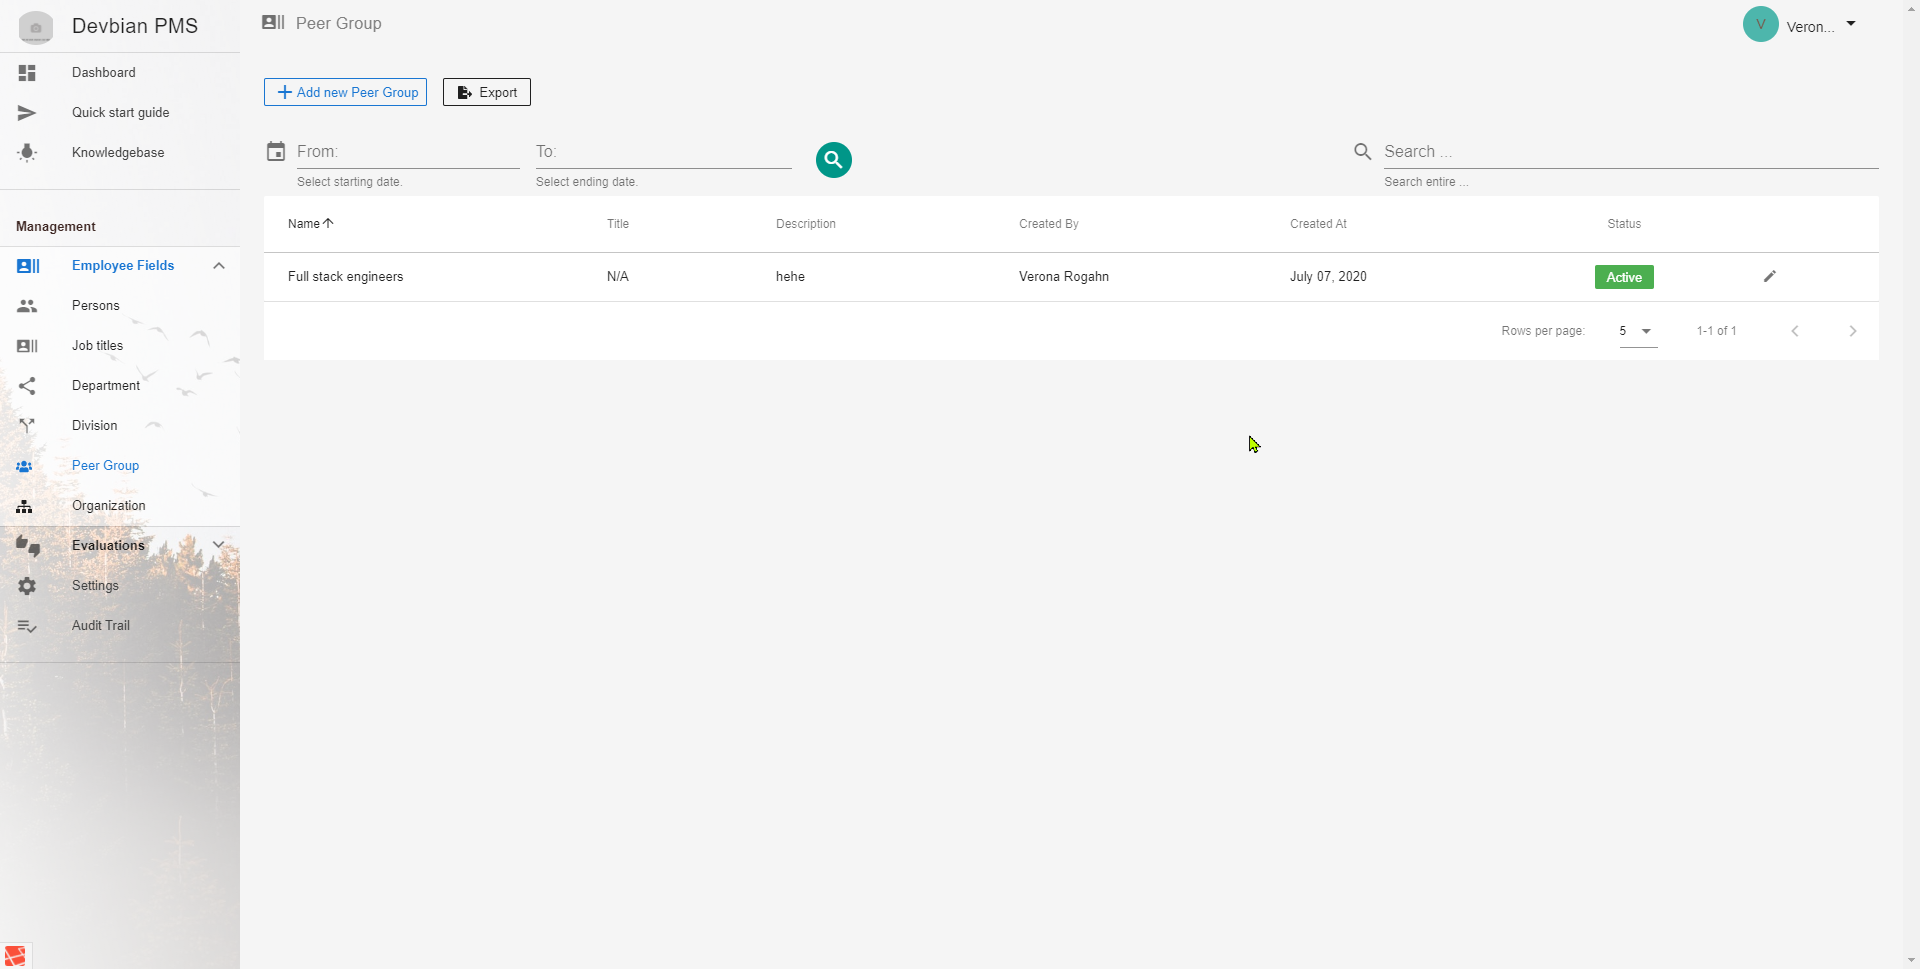 Devbian PMS
Dashboard
Quick start guide
Knowledgebase
Management
Employee Fields
Persons
Job titles
Department
Division
Peer Group
Organization
Evaluations
Settings
Audit Trail
Peer Group
V Veron...
Add new Peer Group
Export
From:
Select starting date.
To:
Select ending date.
Search ...
Search entire ...
Name Title Description Created By Created At Status
Full stack engineers N/A hehe Verona Rogahn July 07, 2020 Active
Rows per page: 5 1-1 of 1